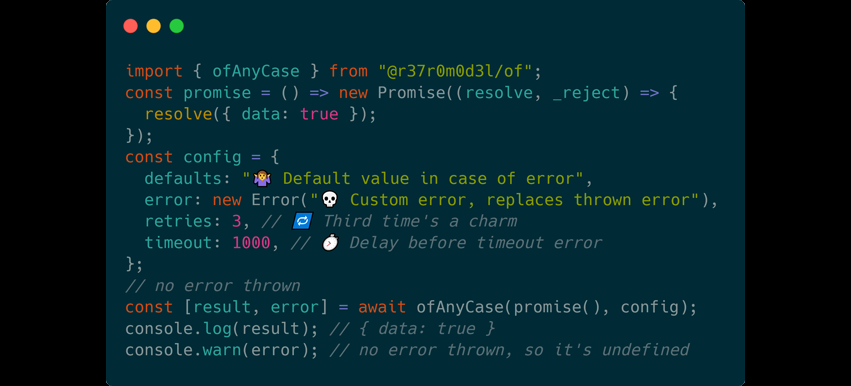 import { ofAnyCase } from "@r37r0m0d3l/of";
const promise = () => new Promise((resolve, _reject) => {
  resolve({ data: true });
});
const config = {
  defaults: "🤷‍♀️ Default value in case of error",
  error: new Error("💀 Custom error, replaces thrown error"),
  retries: 3, // 🔁 Third time's a charm
  timeout: 1000, // ⏱ Delay before timeout error
};
// no error thrown
const [result, error] = await ofAnyCase(promise(), config);
console.log(result); // { data: true }
console.warn(error); // no error thrown, so it's undefined